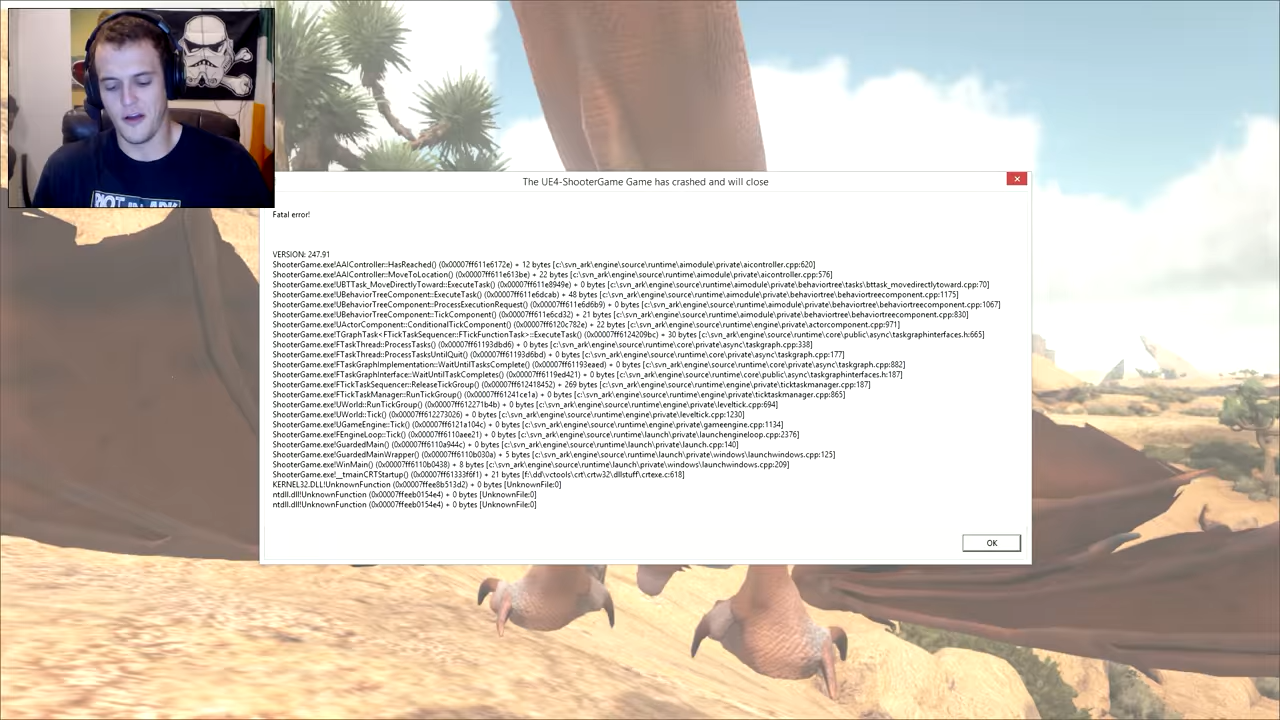 The UE4-ShooterGame Game has crashed and will close
Fatal error!
VERSION: 247.91
ShooterGame.exe!AAIController::HasReached() (0x00007ff611e6172e) + 12 bytes [c:\svn_ark\engine\source\runtime\aimodule\private\aicontroller.cpp:620]
ShooterGame.exe!AAIController::MoveToLocation() (0x00007ff611e613be) + 22 bytes [c:\svn_ark\engine\source\runtime\aimodule\private\aicontroller.cpp:576]
ShooterGame.exe!UBTTask_MoveDirectlyToward::ExecuteTask() (0x00007ff611e8949e) + 0 bytes [c:\svn_ark\engine\source\runtime\aimodule\private\behaviortree\tasks\bttask_movedirectlytoward.cpp:70]
ShooterGame.exe!UBehaviorTreeComponent::ExecuteTask() (0x00007ff611e6dcab) + 48 bytes [c:\svn_ark\engine\source\runtime\aimodule\private\behaviortree\behaviortreecomponent.cpp:1175]
ShooterGame.exe!UBehaviorTreeComponent::ProcessExecutionRequest() (0x00007ff611e6d6b9) + 0 bytes [c:\svn_ark\engine\source\runtime\aimodule\private\behaviortree\behaviortreecomponent.cpp:1067]
ShooterGame.exe!UBehaviorTreeComponent::TickComponent() (0x00007ff611e6cd32) + 21 bytes [c:\svn_ark\engine\source\runtime\aimodule\private\behaviortree\behaviortreecomponent.cpp:830]
ShooterGame.exe!UActorComponent::ConditionalTickComponent() (0x00007ff6120c782e) + 22 bytes [c:\svn_ark\engine\source\runtime\engine\private\actorcomponent.cpp:971]
ShooterGame.exe!TGraphTask<FTickTaskSequencer::FTickFunctionTask>::ExecuteTask() (0x00007ff6124209bc) + 30 bytes [c:\svn_ark\engine\source\runtime\core\public\async\taskgraphinterfaces.h:665]
ShooterGame.exe!FTaskThread::ProcessTasks() (0x00007ff61193dbd6) + 0 bytes [c:\svn_ark\engine\source\runtime\core\private\async\taskgraph.cpp:338]
ShooterGame.exe!FTaskThread::ProcessTasksUntilQuit() (0x00007ff61193d6bd) + 0 bytes [c:\svn_ark\engine\source\runtime\core\private\async\taskgraph.cpp:177]
ShooterGame.exe!FTaskGraphImplementation::WaitUntilTasksComplete() (0x00007ff61193eaed) + 0 bytes [c:\svn_ark\engine\source\runtime\core\private\async\taskgraph.cpp:882]
ShooterGame.exe!FTaskGraphInterface::WaitUntilTaskCompletes() (0x00007ff6119ed421) + 0 bytes [c:\svn_ark\engine\source\runtime\core\public\async\taskgraphinterfaces.h:187]
ShooterGame.exe!FTickTaskSequencer::ReleaseTickGroup() (0x00007ff612418452) + 269 bytes [c:\svn_ark\engine\source\runtime\engine\private\ticktaskmanager.cpp:187]
ShooterGame.exe!FTickTaskManager::RunTickGroup() (0x00007ff61241ce1a) + 0 bytes [c:\svn_ark\engine\source\runtime\engine\private\ticktaskmanager.cpp:865]
ShooterGame.exe!UWorld::RunTickGroup() (0x00007ff612271b4b) + 0 bytes [c:\svn_ark\engine\source\runtime\engine\private\leveltick.cpp:694]
ShooterGame.exe!UWorld::Tick() (0x00007ff612273026) + 0 bytes [c:\svn_ark\engine\source\runtime\engine\private\leveltick.cpp:1230]
ShooterGame.exe!UGameEngine::Tick() (0x00007ff6121a104c) + 0 bytes [c:\svn_ark\engine\source\runtime\engine\private\gameengine.cpp:1134]
ShooterGame.exe!FEngineLoop::Tick() (0x00007ff6110aee21) + 0 bytes [c:\svn_ark\engine\source\runtime\launch\private\launchengineloop.cpp:2376]
ShooterGame.exe!GuardedMain() (0x00007ff6110a944c) + 0 bytes [c:\svn_ark\engine\source\runtime\launch\private\launch.cpp:140]
ShooterGame.exe!GuardedMainWrapper() (0x00007ff6110b030a) + 5 bytes [c:\svn_ark\engine\source\runtime\launch\private\windows\launchwindows.cpp:125]
ShooterGame.exe!WinMain() (0x00007ff6110b0438) + 8 bytes [c:\svn_ark\engine\source\runtime\launch\private\windows\launchwindows.cpp:209]
ShooterGame.exe!__tmainCRTStartup() (0x00007ff61333f6f1) + 21 bytes [f:\dd\vctools\crt\crtw32\dllstuff\crtexe.c:618]
KERNEL32.DLL!UnknownFunction (0x00007ffee8b513d2) + 0 bytes [UnknownFile:0]
ntdll.dll!UnknownFunction (0x00007ffeeb0154e4) + 0 bytes [UnknownFile:0]
ntdll.dll!UnknownFunction (0x00007ffeeb0154e4) + 0 bytes [UnknownFile:0]
OK